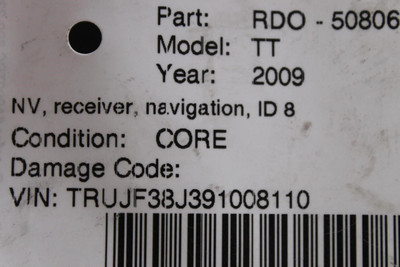 Part: RDO - 50806
Model: TT
Year: 2009
NV, receiver, navigation, ID 8
Condition: CORE
Damage Code:
VIN: TRUJF38J391008110